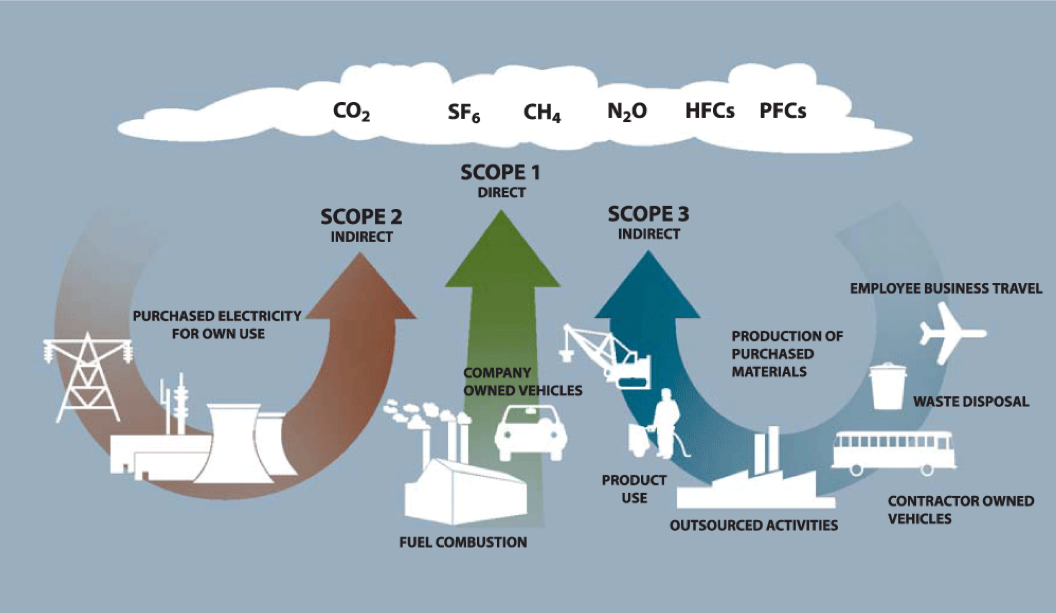 CO₂ SF₆ CH₄ N₂O HFCs PFCs
SCOPE 1
DIRECT
SCOPE 2
INDIRECT
SCOPE 3
INDIRECT
PURCHASED ELECTRICITY
FOR OWN USE
COMPANY
OWNED VEHICLES
FUEL COMBUSTION
EMPLOYEE BUSINESS TRAVEL
PRODUCTION OF
PURCHASED
MATERIALS
WASTE DISPOSAL
PRODUCT
USE
OUTSOURCED ACTIVITIES
CONTRACTOR OWNED
VEHICLES